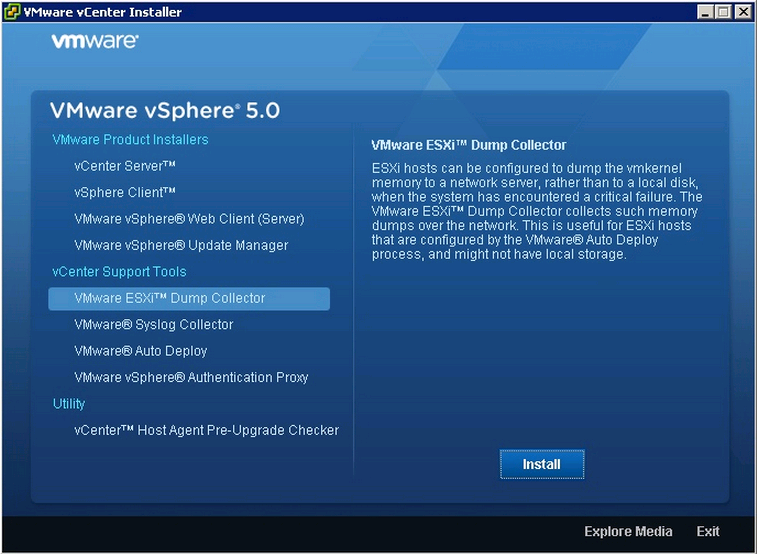 VMware vCenter Installer
vmware®
VMware vSphere® 5.0
VMware Product Installers
vCenter Server™
vSphere Client™
VMware vSphere® Web Client (Server)
VMware vSphere® Update Manager
vCenter Support Tools
VMware ESXi™ Dump Collector
VMware® Syslog Collector
VMware® Auto Deploy
VMware vSphere® Authentication Proxy
Utility
vCenter™ Host Agent Pre-Upgrade Checker
VMware ESXi™ Dump Collector
ESXi hosts can be configured to dump the vmkernel
memory to a network server, rather than to a local disk,
when the system has encountered a critical failure. The
VMware ESXi™ Dump Collector collects such memory
dumps over the network. This is useful for ESXi hosts
that are configured by the VMware® Auto Deploy
process, and might not have local storage.
Install
Explore Media
Exit